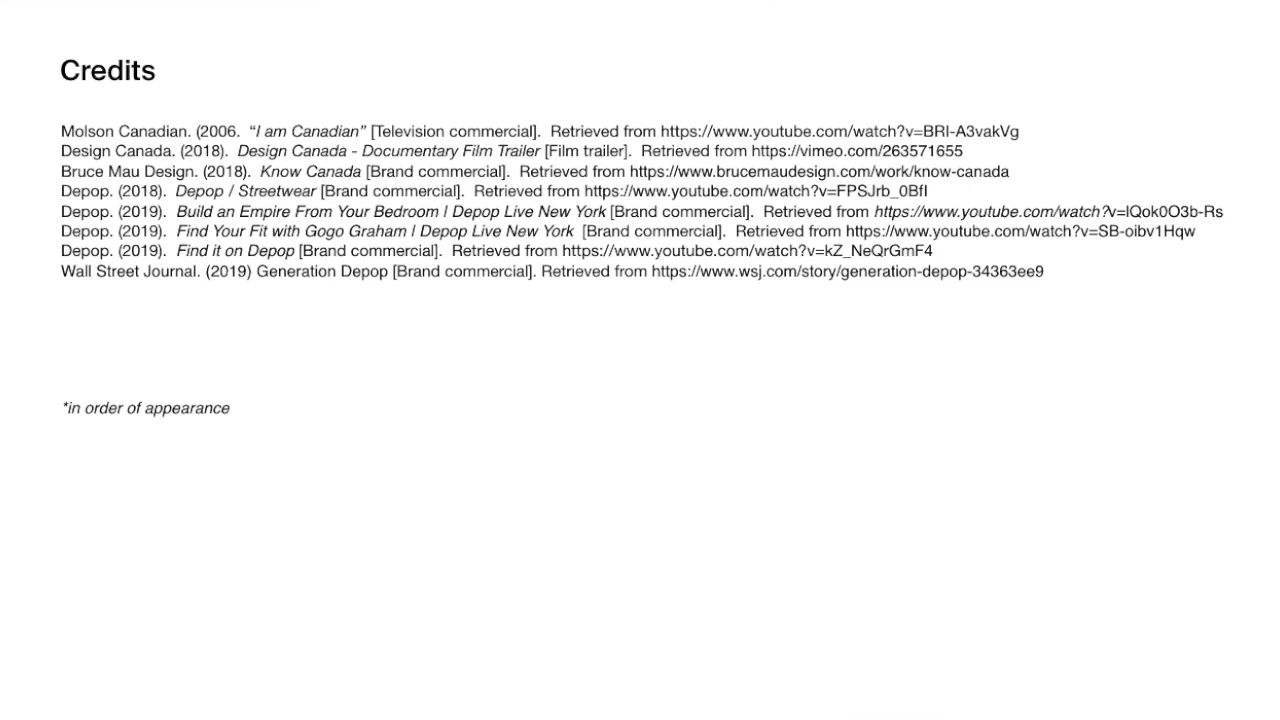 Credits
Molson Canadian. (2006.  “I am Canadian” [Television commercial].  Retrieved from https://www.youtube.com/watch?v=BRI-A3vakVg
Design Canada. (2018).  Design Canada - Documentary Film Trailer [Film trailer].  Retrieved from https://vimeo.com/263571655
Bruce Mau Design. (2018).  Know Canada [Brand commercial].  Retrieved from https://www.brucemaudesign.com/work/know-canada
Depop. (2018).  Depop / Streetwear [Brand commercial].  Retrieved from https://www.youtube.com/watch?v=FPSJrb_0BfI
Depop. (2019).  Build an Empire From Your Bedroom | Depop Live New York [Brand commercial].  Retrieved from https://www.youtube.com/watch?v=lQok0O3b-Rs
Depop. (2019).  Find Your Fit with Gogo Graham | Depop Live New York  [Brand commercial].  Retrieved from https://www.youtube.com/watch?v=SB-oibv1Hqw
Depop. (2019).  Find it on Depop [Brand commercial].  Retrieved from https://www.youtube.com/watch?v=kZ_NeQrGmF4
Wall Street Journal. (2019) Generation Depop [Brand commercial]. Retrieved from https://www.wsj.com/story/generation-depop-34363ee9
*in order of appearance